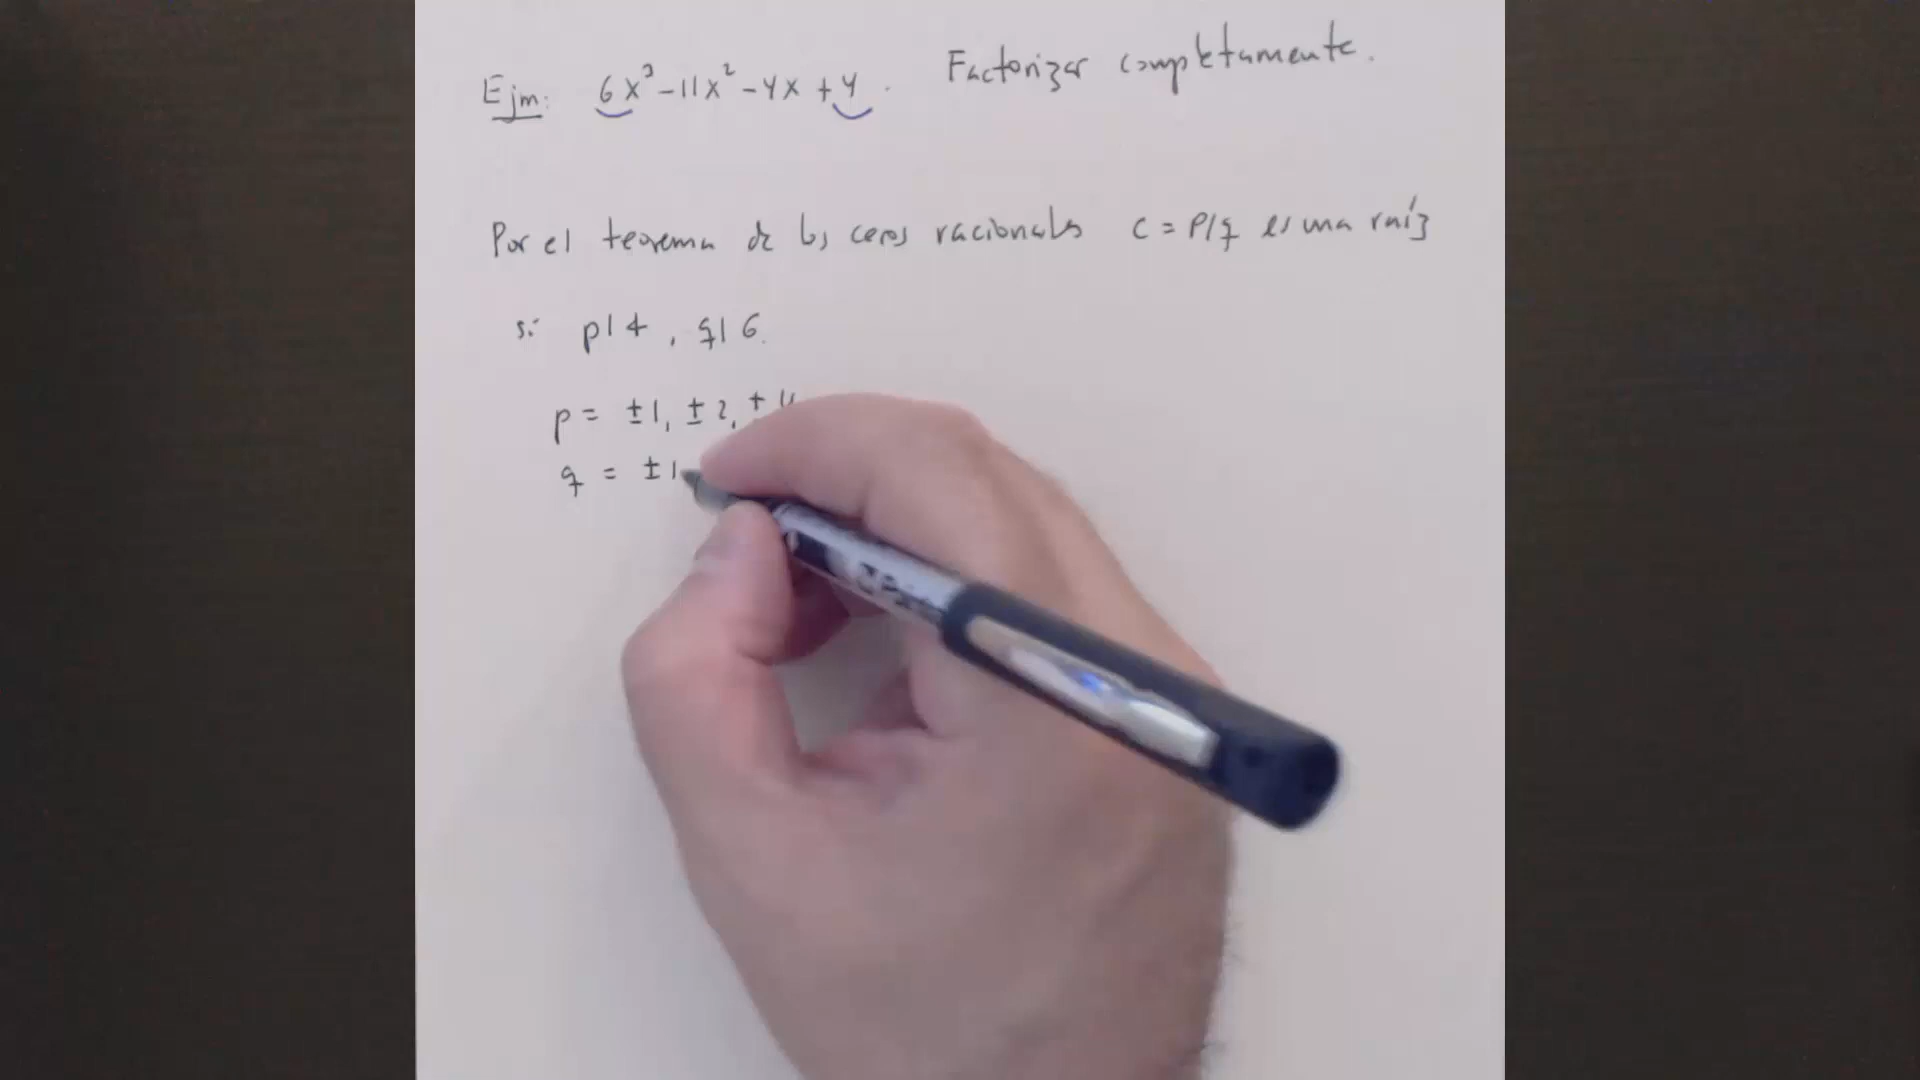 Ejm: 6x³ - 11x² - 4x + 4. Factorizar completamente.
Por el teorema de los ceros racionales c = p/q es una raíz
si p|4, q|6.
p = ±1, ±2, ±4
q = ±1